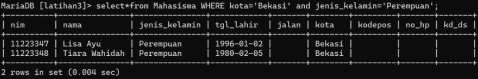 MariaDB [latihan3]> select*from Mahasiswa WHERE kota='Bekasi' and jenis_kelamin='Perempuan';
+----------+---------------+---------------+------------+-------+--------+---------+-------+-------+
| nim | nama | jenis_kelamin | tgl_lahir | jalan | kota | kodepos | no_hp | kd_ds |
+----------+---------------+---------------+------------+-------+--------+---------+-------+-------+
| 11223347 | Lisa Ayu | Perempuan | 1996-01-02 | | Bekasi | | | |
| 11223348 | Tiara Wahidah | Perempuan | 1980-02-05 | | Bekasi | | | |
+----------+---------------+---------------+------------+-------+--------+---------+-------+-------+
2 rows in set (0.004 sec)